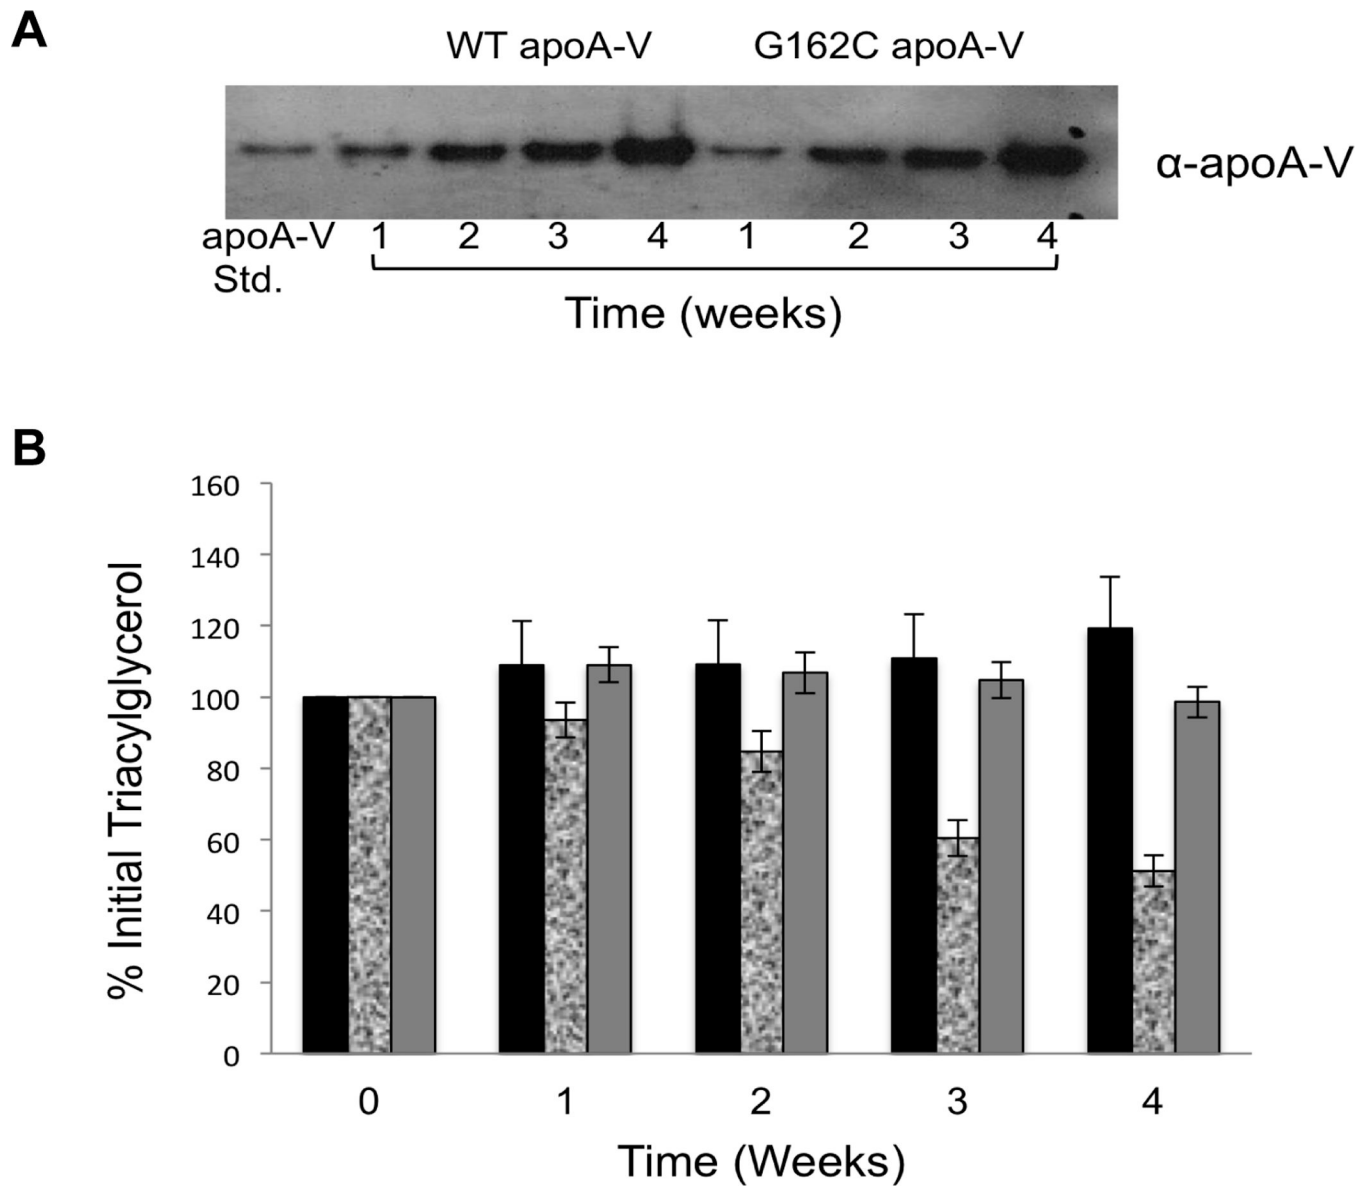 A
WT apoA-V G162C apoA-V
α-apoA-V
apoA-V 1 2 3 4 1 2 3 4
Std.
Time (weeks)
B
160
140
120
100
80
60
40
20
0
% Initial Triacylglycerol
0 1 2 3 4
Time (Weeks)